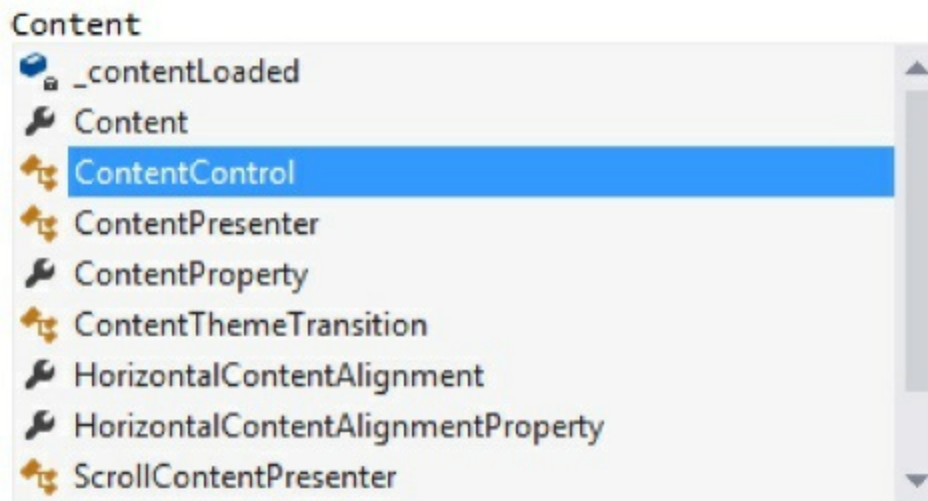 Content
_contentLoaded
Content
ContentControl
ContentPresenter
ContentProperty
ContentThemeTransition
HorizontalContentAlignment
HorizontalContentAlignmentProperty
ScrollContentPresenter